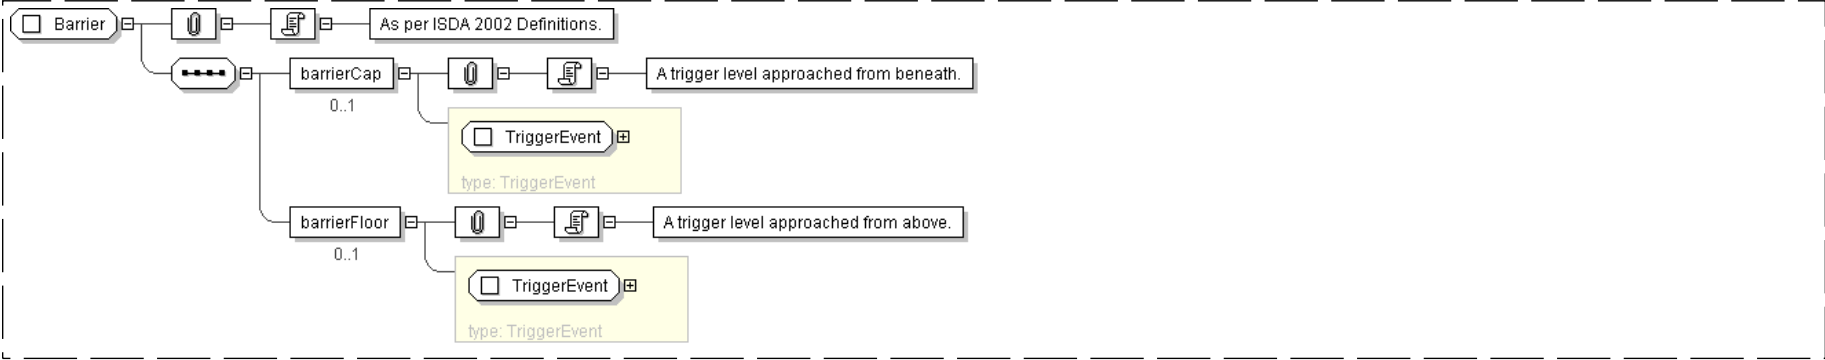 Barrier
As per ISDA 2002 Definitions.
barrierCap
A trigger level approached from beneath.
0..1
TriggerEvent
type: TriggerEvent
barrierFloor
A trigger level approached from above.
0..1
TriggerEvent
type: TriggerEvent